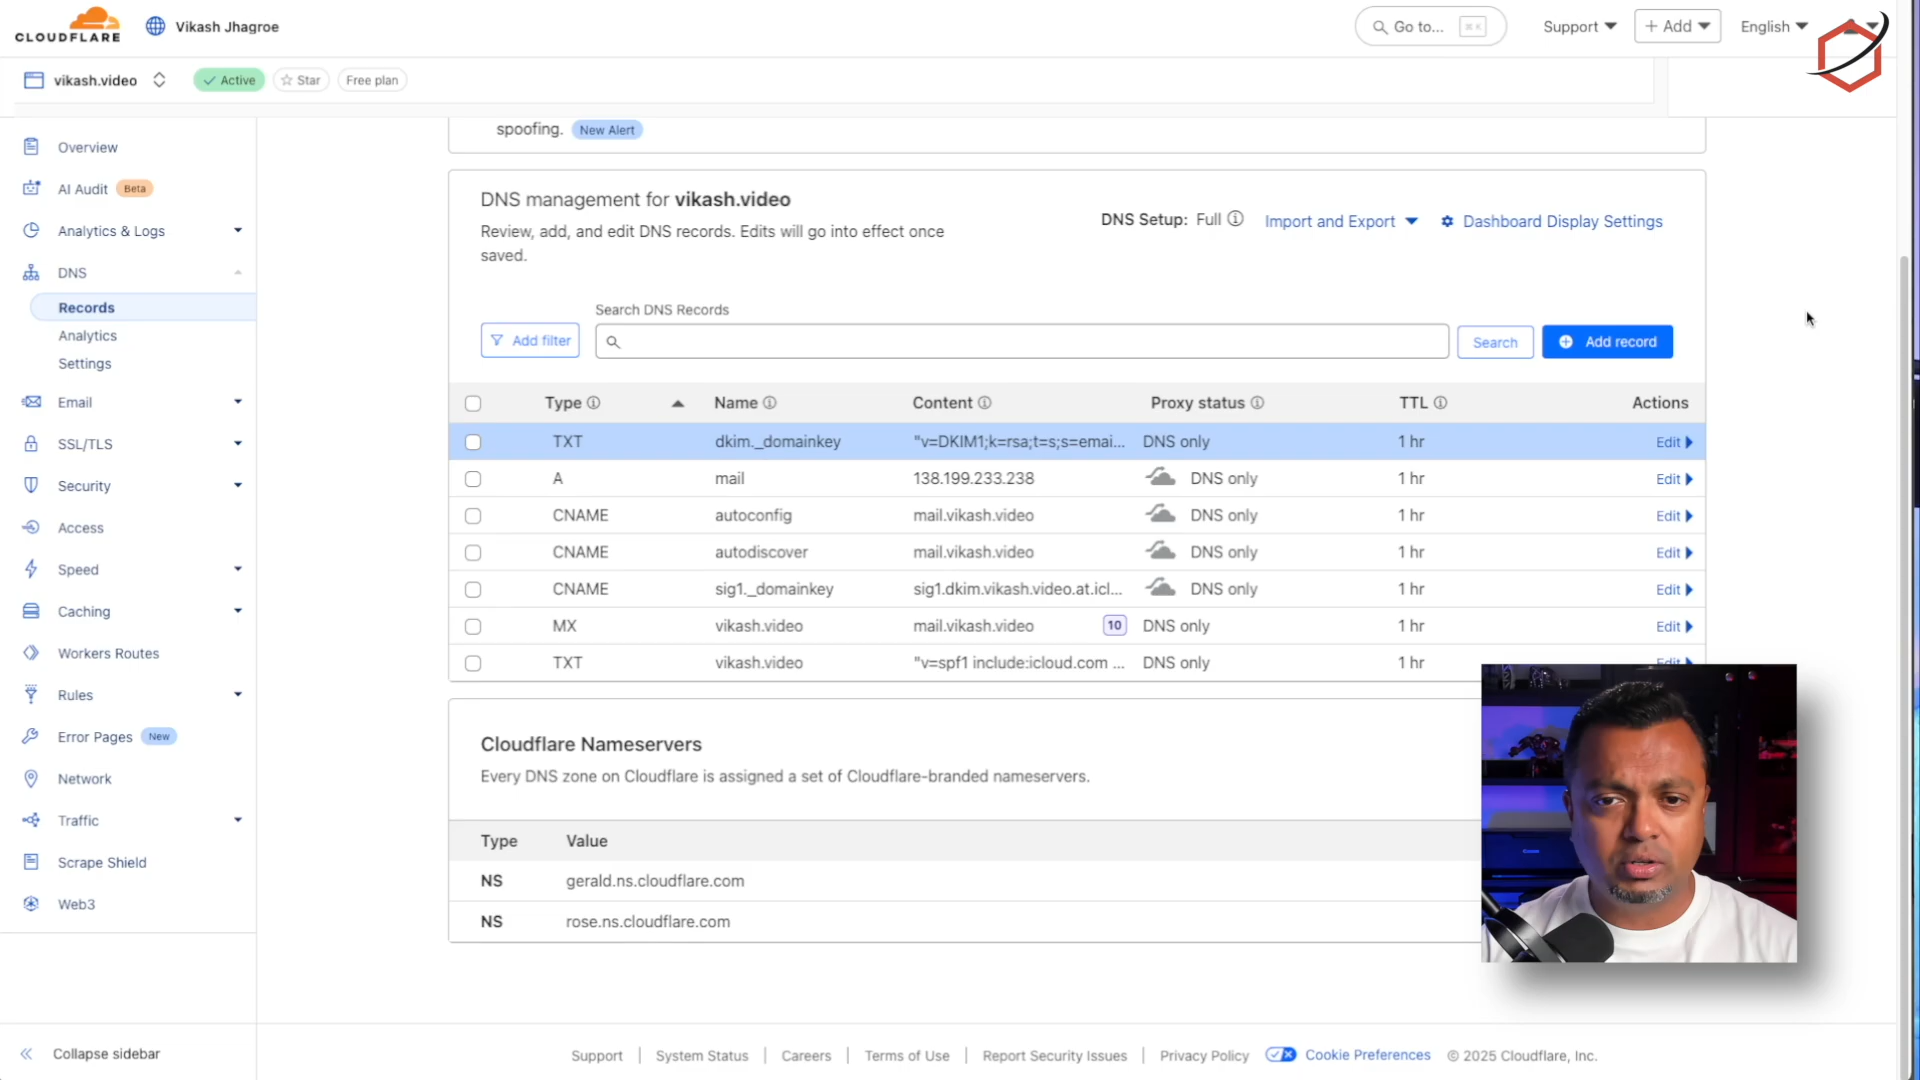 CLOUDFLARE
Vikash Jhagroe
Go to... ⌘K
Support
+ Add
English
vikash.video
Active
Star
Free plan
Overview
AI Audit Beta
Analytics & Logs
DNS
Records
Analytics
Settings
Email
SSL/TLS
Security
Access
Speed
Caching
Workers Routes
Rules
Error Pages New
Network
Traffic
Scrape Shield
Web3
Collapse sidebar
spoofing. New Alert
DNS management for vikash.video
Review, add, and edit DNS records. Edits will go into effect once
saved.
DNS Setup: Full
Import and Export
Dashboard Display Settings
Search DNS Records
Add filter
Search
Add record
Type Name Content Proxy status TTL Actions
TXT dkim._domainkey "v=DKIM1;k=rsa;t=s;s=emai... DNS only 1 hr Edit
A mail 138.199.233.238 DNS only 1 hr Edit
CNAME autoconfig mail.vikash.video DNS only 1 hr Edit
CNAME autodiscover mail.vikash.video DNS only 1 hr Edit
CNAME sig1._domainkey sig1.dkim.vikash.video.at.icl... DNS only 1 hr Edit
MX vikash.video mail.vikash.video 10 DNS only 1 hr Edit
TXT vikash.video "v=spf1 include:icloud.com ... DNS only 1 hr Edit
Cloudflare Nameservers
Every DNS zone on Cloudflare is assigned a set of Cloudflare-branded nameservers.
Type Value
NS gerald.ns.cloudflare.com
NS rose.ns.cloudflare.com
Support
System Status
Careers
Terms of Use
Report Security Issues
Privacy Policy
Cookie Preferences
© 2025 Cloudflare, Inc.